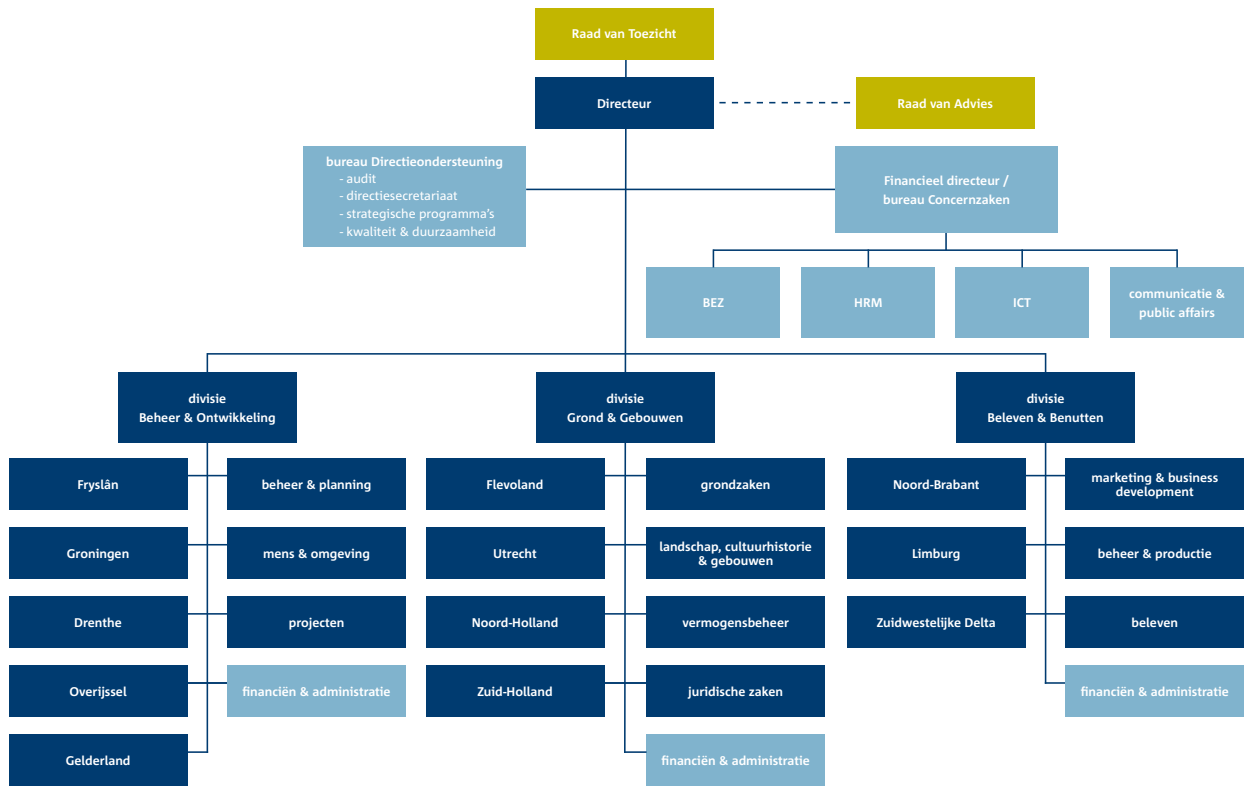 Raad van Toezicht
Directeur
Raad van Advies
bureau Directieondersteuning
- audit
- directiesecretariaat
- strategische programma's
- kwaliteit & duurzaamheid
Financieel directeur /
bureau Concernzaken
BEZ
HRM
ICT
communicatie &
public affairs
divisie
Beheer & Ontwikkeling
divisie
Grond & Gebouwen
divisie
Beleven & Benutten
Fryslân
beheer & planning
Groningen
mens & omgeving
Drenthe
projecten
Overijssel
financiën & administratie
Gelderland
Flevoland
grondzaken
Utrecht
landschap, cultuurhistorie
& gebouwen
Noord-Holland
vermogensbeheer
Zuid-Holland
juridische zaken
financiën & administratie
Noord-Brabant
marketing & business
development
Limburg
beheer & productie
Zuidwestelijke Delta
beleven
financiën & administratie